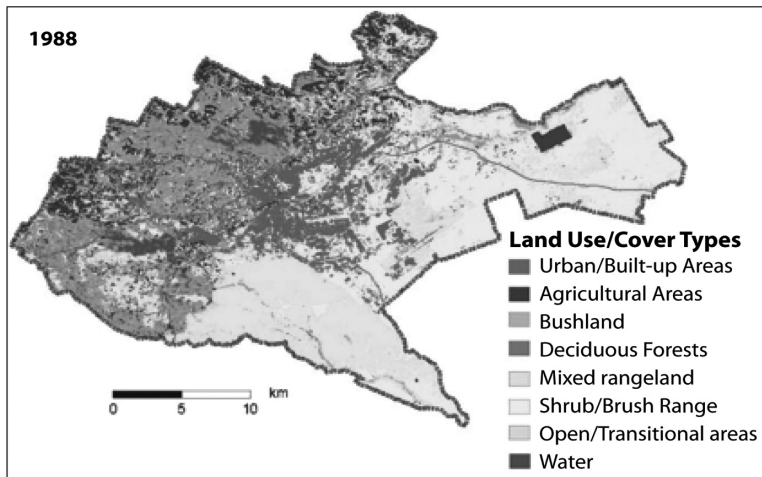 1988
Land Use/Cover Types
Urban/Built-up Areas
Agricultural Areas
Bushland
Deciduous Forests
Mixed rangeland
Shrub/Brush Range
Open/Transitional areas
Water
km
0 5 10